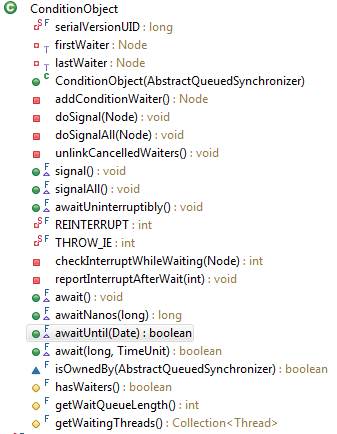 ConditionObject
serialVersionUID : long
firstWaiter : Node
lastWaiter : Node
ConditionObject(AbstractQueuedSynchronizer)
addConditionWaiter() : Node
doSignal(Node) : void
doSignalAll(Node) : void
unlinkCancelledWaiters() : void
signal() : void
signalAll() : void
awaitUninterruptibly() : void
REINTERRUPT : int
THROW_IE : int
checkInterruptWhileWaiting(Node) : int
reportInterruptAfterWait(int) : void
await() : void
awaitNanos(long) : long
awaitUntil(Date) : boolean
await(long, TimeUnit) : boolean
isOwnedBy(AbstractQueuedSynchronizer) : boolean
hasWaiters() : boolean
getWaitQueueLength() : int
getWaitingThreads() : Collection<Thread>